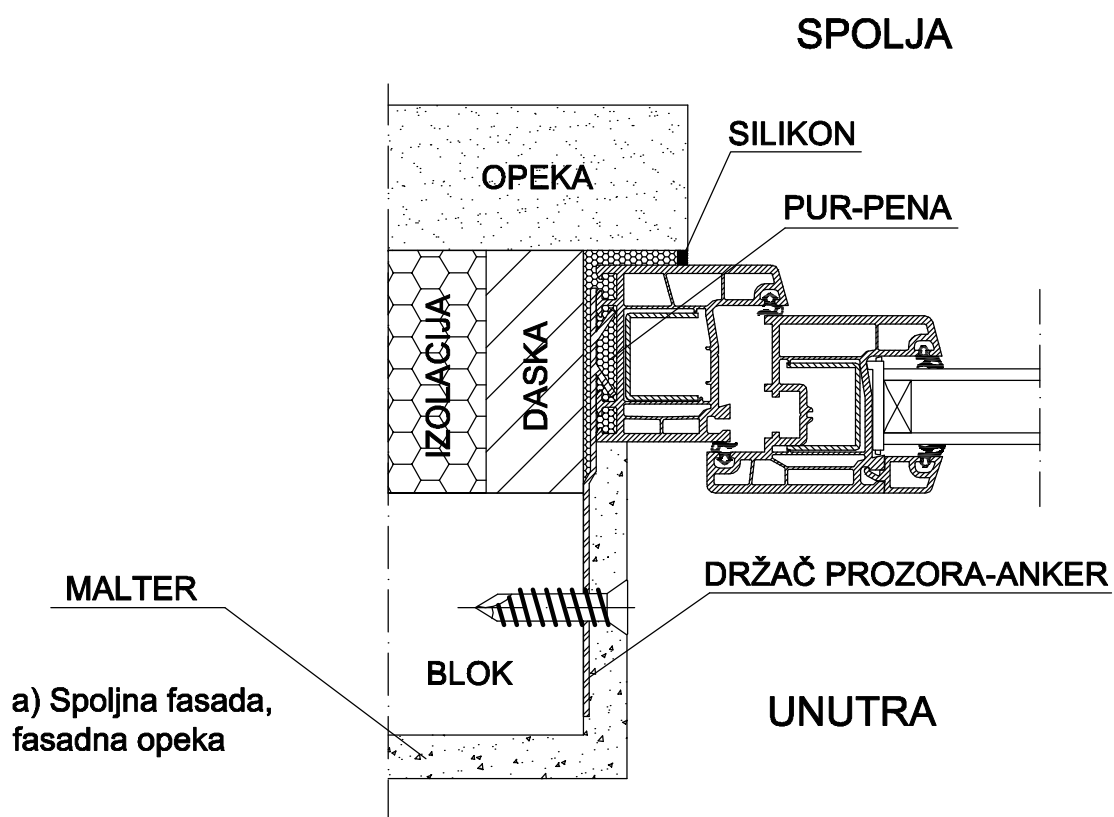 SPOLJA
SILIKON
OPEKA
PUR-PENA
IZOLACIJA
DASKA
DRŽAČ PROZORA-ANKER
MALTER
BLOK
a) Spoljna fasada,
fasadna opeka
UNUTRA